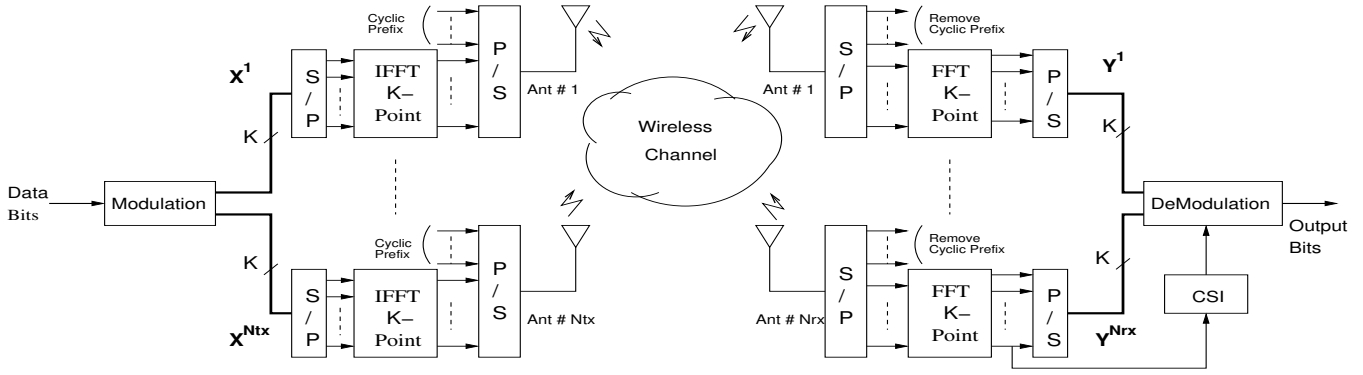 Data
Bits
Modulation
X1
K
S
/
P
IFFT
K–
Point
Cyclic
Prefix
P
/
S
Ant # 1
XNtx
K
S
/
P
IFFT
K–
Point
Cyclic
Prefix
P
/
S
Ant # Ntx
Wireless
Channel
Ant # 1
S
/
P
Remove
Cyclic Prefix
FFT
K–
Point
P
/
S
Y1
K
Ant # Nrx
S
/
P
Remove
Cyclic Prefix
FFT
K–
Point
P
/
S
YNrx
K
DeModulation
CSI
Output
Bits